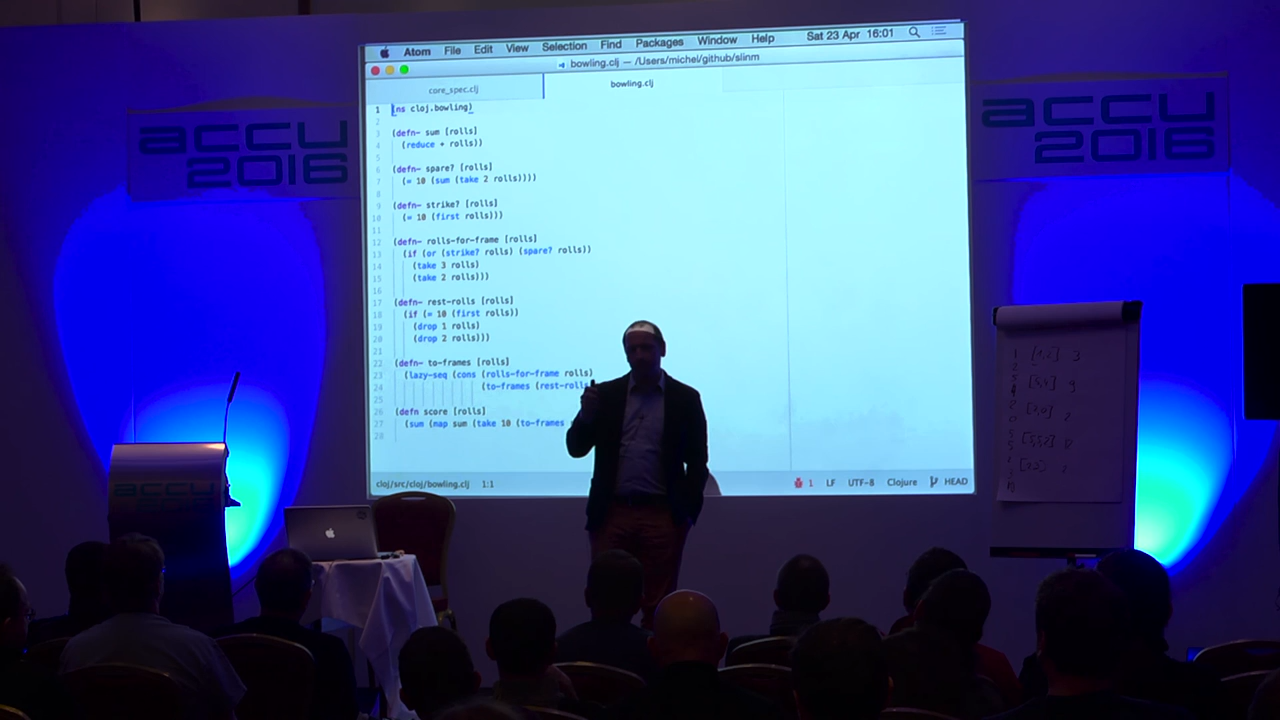 Atom File Edit View Selection Find Packages Window Help Sat 23 Apr 16:01
bowling.clj — /Users/michel/github/slinm
core_spec.clj bowling.clj
1 (ns cloj.bowling)
2
3 (defn- sum [rolls]
4 (reduce + rolls))
5
6 (defn- spare? [rolls]
7 (= 10 (sum (take 2 rolls))))
8
9 (defn- strike? [rolls]
10 (= 10 (first rolls)))
11
12 (defn- rolls-for-frame [rolls]
13 (if (or (strike? rolls) (spare? rolls))
14 (take 3 rolls)
15 (take 2 rolls)))
16
17 (defn- rest-rolls [rolls]
18 (if (= 10 (first rolls))
19 (drop 1 rolls)
20 (drop 2 rolls)))
21
22 (defn- to-frames [rolls]
23 (lazy-seq (cons (rolls-for-frame rolls)
24 (to-frames (rest-rolls
25
26 (defn score [rolls]
27 (sum (map sum (take 10 (to-frames
28
cloj/src/cloj/bowling.clj 1:1 1 LF UTF-8 Clojure HEAD
accu
2016
accu
2016
accu